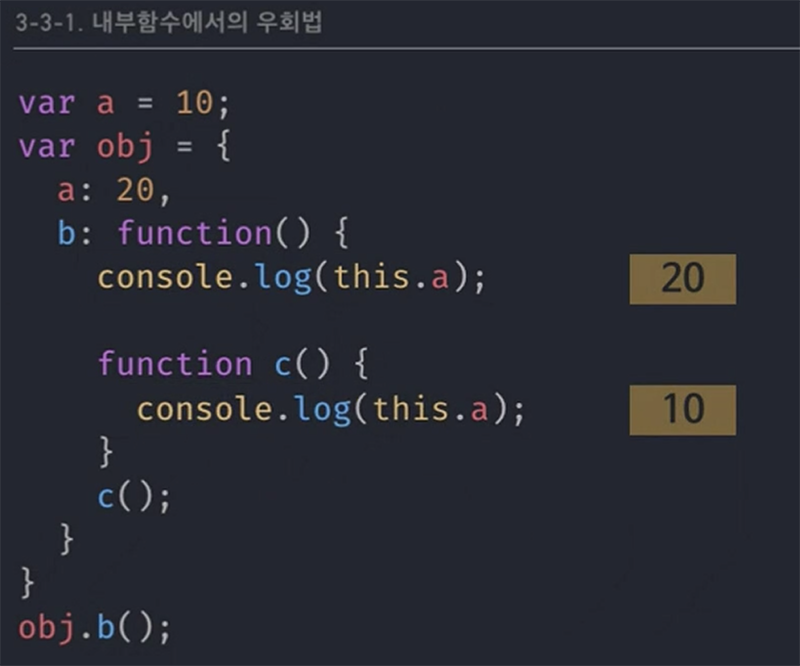 3-3-1. 내부함수에서의 우회법
var a = 10;
var obj = {
  a: 20,
  b: function() {
    console.log(this.a); 20
    function c() {
      console.log(this.a); 10
    }
    c();
  }
}
obj.b();